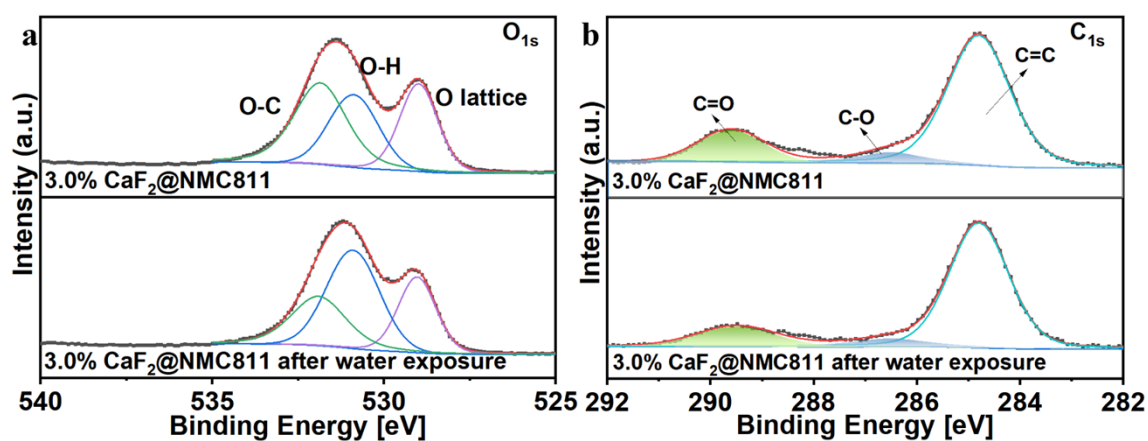 a
O1s
O-C
O-H
O lattice
3.0% CaF2@NMC811
3.0% CaF2@NMC811 after water exposure
Intensity (a.u.)
540
535
530
525
Binding Energy [eV]
b
C1s
C=O
C-O
C=C
3.0% CaF2@NMC811
3.0% CaF2@NMC811 after water exposure
Intensity (a.u.)
292
290
288
286
284
282
Binding Energy [eV]